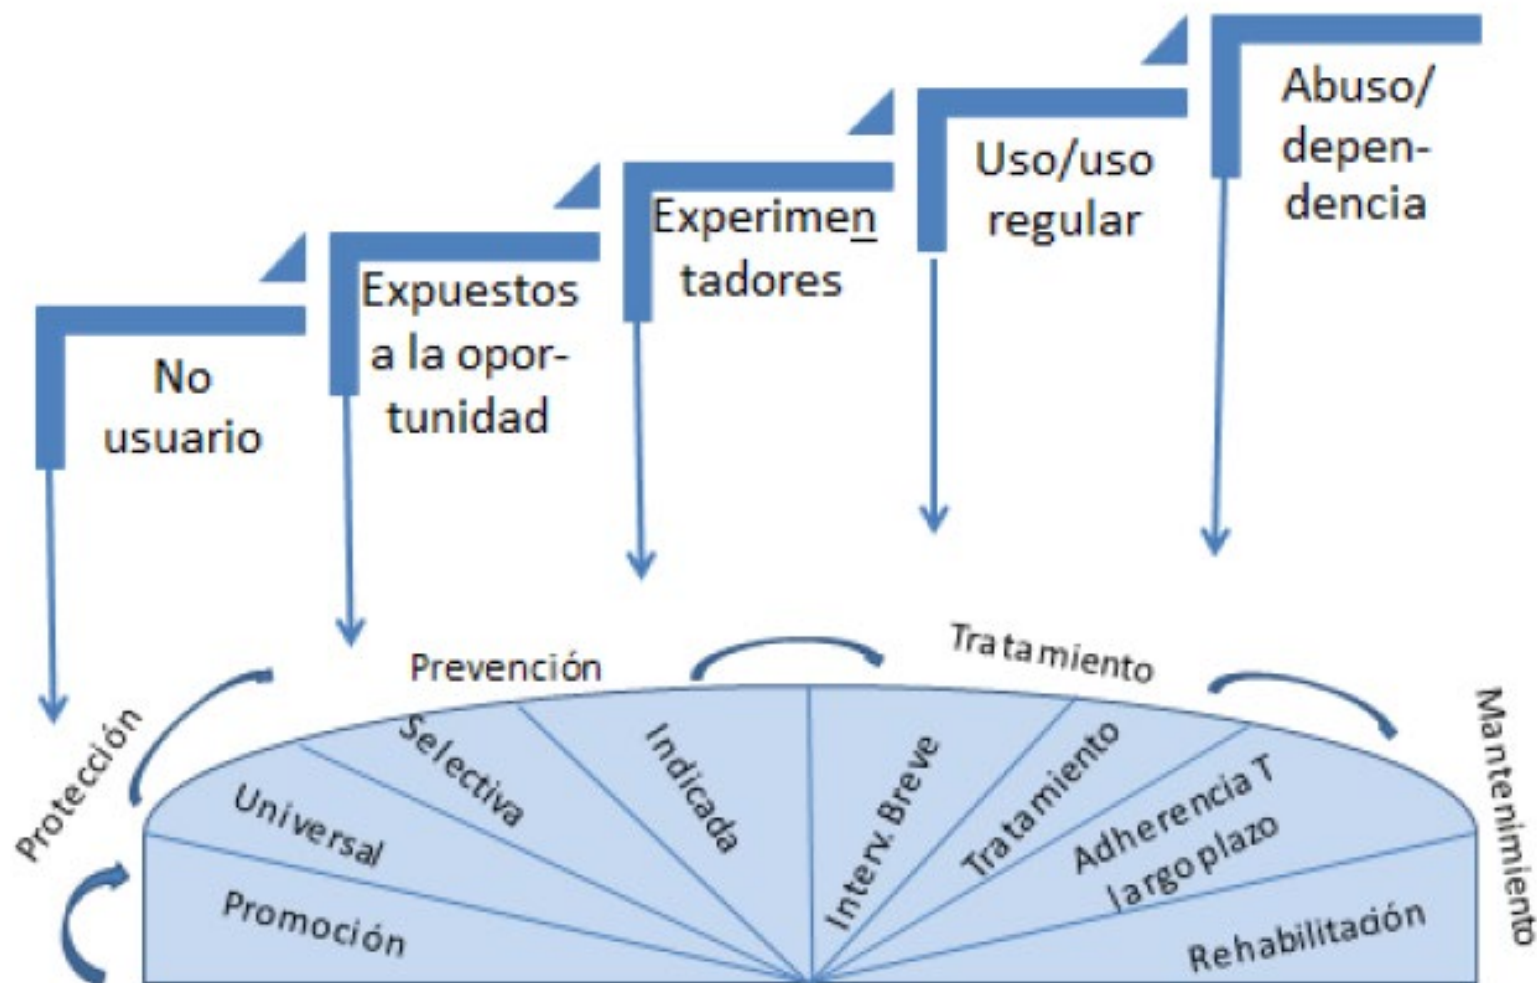 No
usuario
Expuestos
a la opor-
tunidad
Experimen
tadores
Uso/uso
regular
Abuso/
depen-
dencia
Protección
Prevención
Tratamiento
Mantenimiento
Promoción
Universal
Selectiva
Indicada
Interv. Breve
Tratamiento
Adherencia T
largo plazo
Rehabilitación